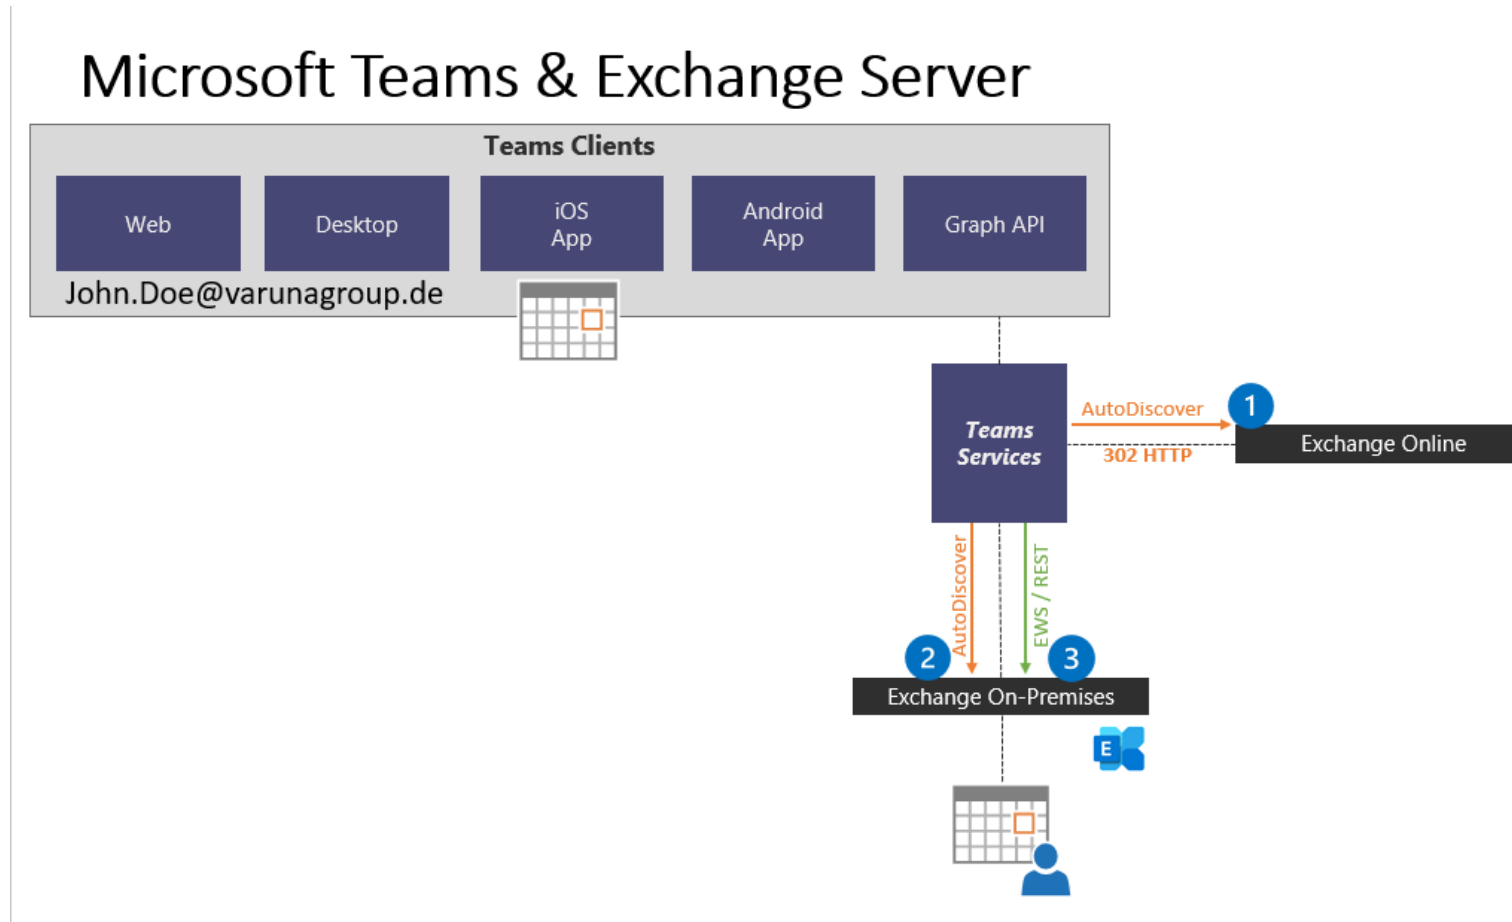 Microsoft Teams & Exchange Server
Teams Clients
Web
Desktop
iOS
App
Android
App
Graph API
John.Doe@varunagroup.de
Teams
Services
AutoDiscover
1
302 HTTP
Exchange Online
AutoDiscover
EWS / REST
2
3
Exchange On-Premises
E